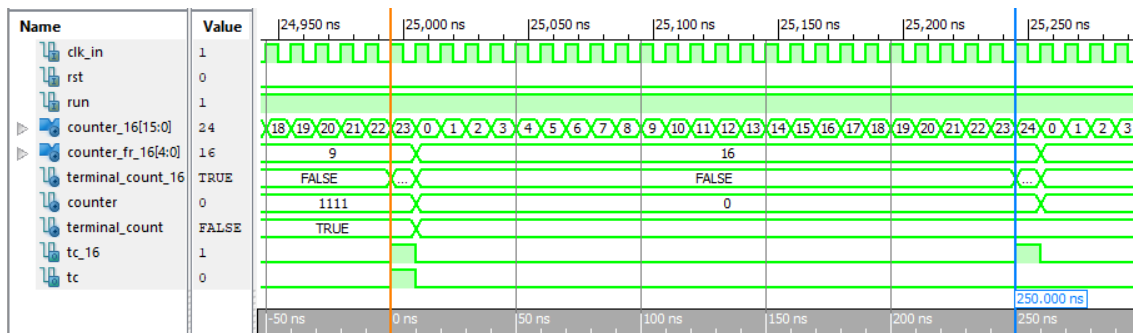 Name Value 24,950 ns 25,000 ns 25,050 ns 25,100 ns 25,150 ns 25,200 ns 25,250 ns
clk_in 1
rst 0
run 1
counter_16[15:0] 24 18 19 20 21 22 23 0 1 2 3 4 5 6 7 8 9 10 11 12 13 14 15 16 17 18 19 20 21 22 23 24 0 1 2 3
counter_fr_16[4:0] 16 9 16
terminal_count_16 TRUE FALSE ... FALSE ...
counter 0 1111 0
terminal_count FALSE TRUE
tc_16 1
tc 0
250.000 ns
-50 ns 0 ns 50 ns 100 ns 150 ns 200 ns 250 ns